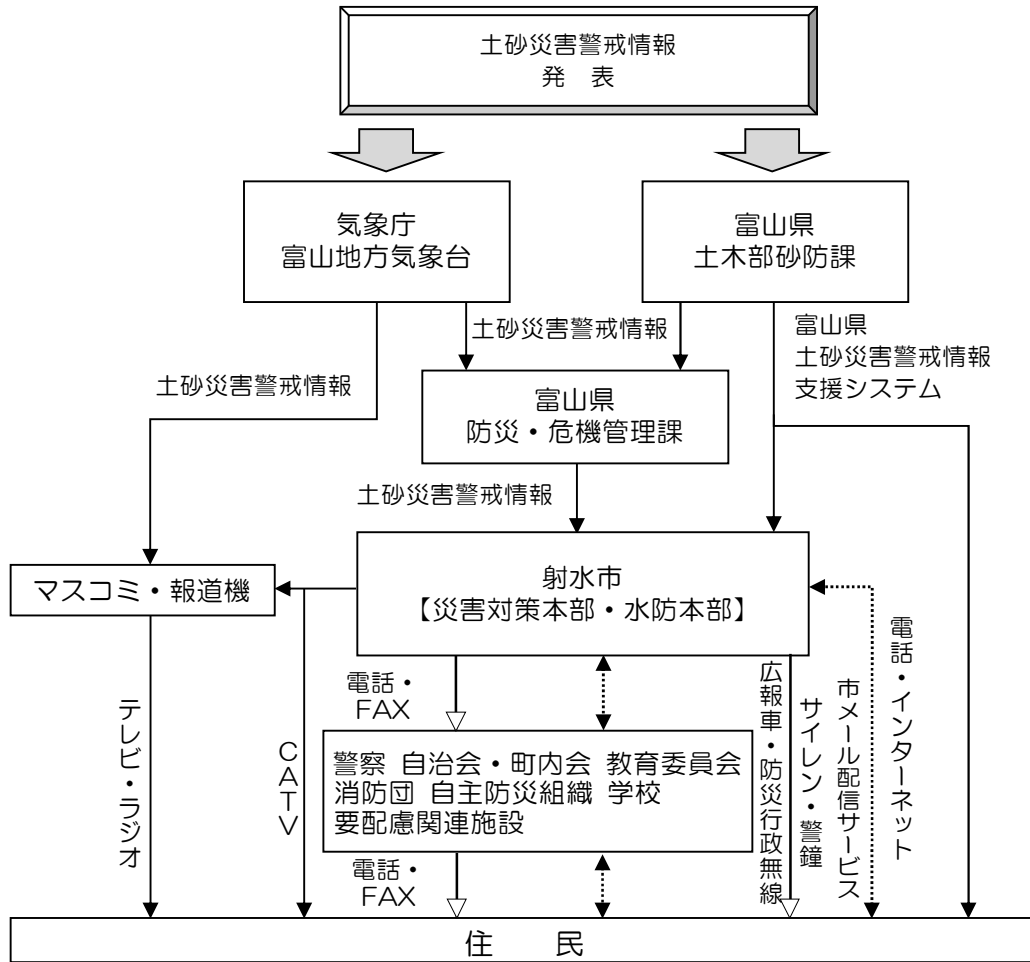 土砂災害警戒情報
発　表
気象庁
富山地方気象台
富山県
土木部砂防課
土砂災害警戒情報
富山県
土砂災害警戒情報
支援システム
土砂災害警戒情報
富山県
防災・危機管理課
土砂災害警戒情報
マスコミ・報道機
射水市
【災害対策本部・水防本部】
電話・
FAX
テレビ・ラジオ
CATV
広報車・防災行政無線
サイレン・警鐘
市メール配信サービス
電話・インターネット
警察 自治会・町内会 教育委員会
消防団 自主防災組織 学校
要配慮関連施設
電話・
FAX
住　　民